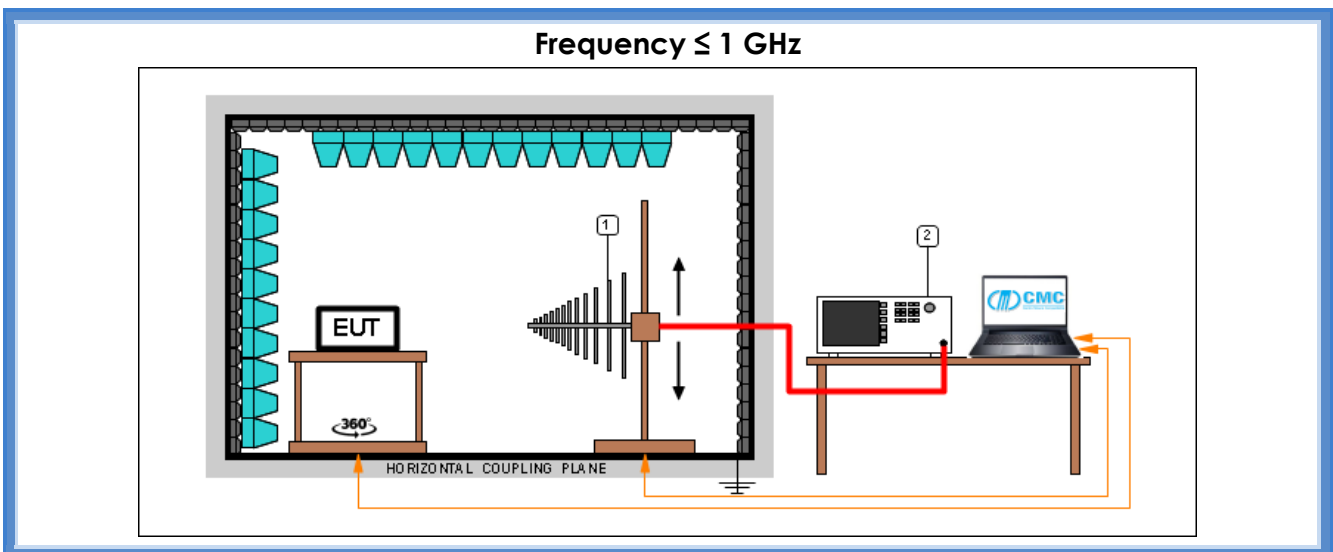 Frequency ≤ 1 GHz
1
2
CMC
EUT
360°
HORIZONTAL COUPLING PLANE